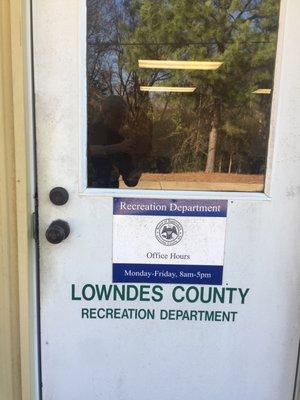 Recreation Department
Office Hours
Monday-Friday, 8am-5pm
LOWNDES COUNTY
RECREATION DEPARTMENT